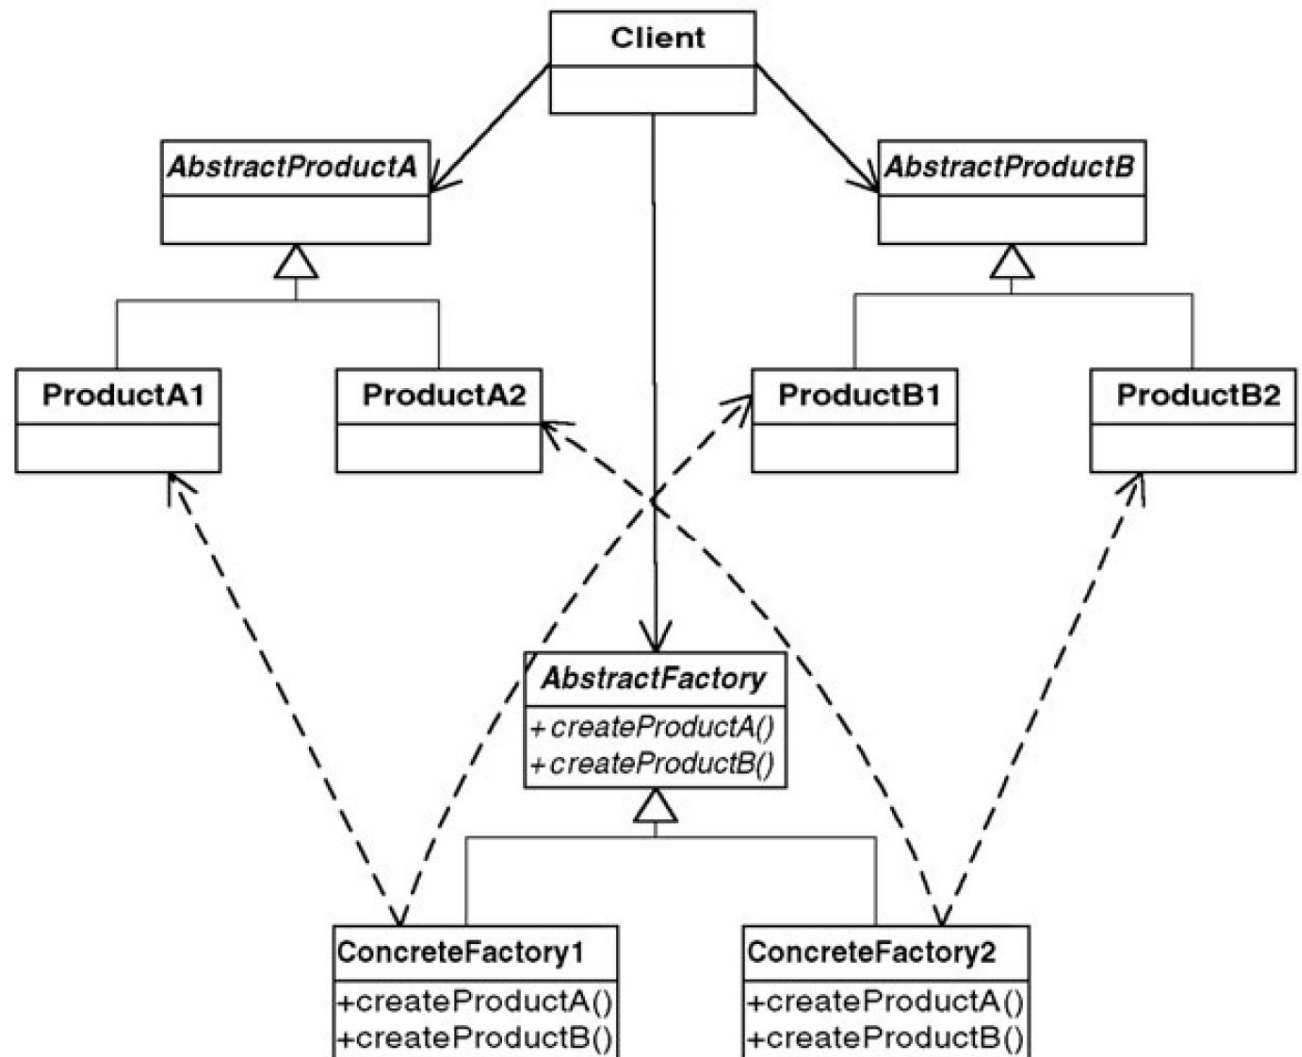 Client
AbstractProductA
AbstractProductB
ProductA1
ProductA2
ProductB1
ProductB2
AbstractFactory
+ createProductA()
+ createProductB()
ConcreteFactory1
+createProductA()
+createProductB()
ConcreteFactory2
+createProductA()
+createProductB()